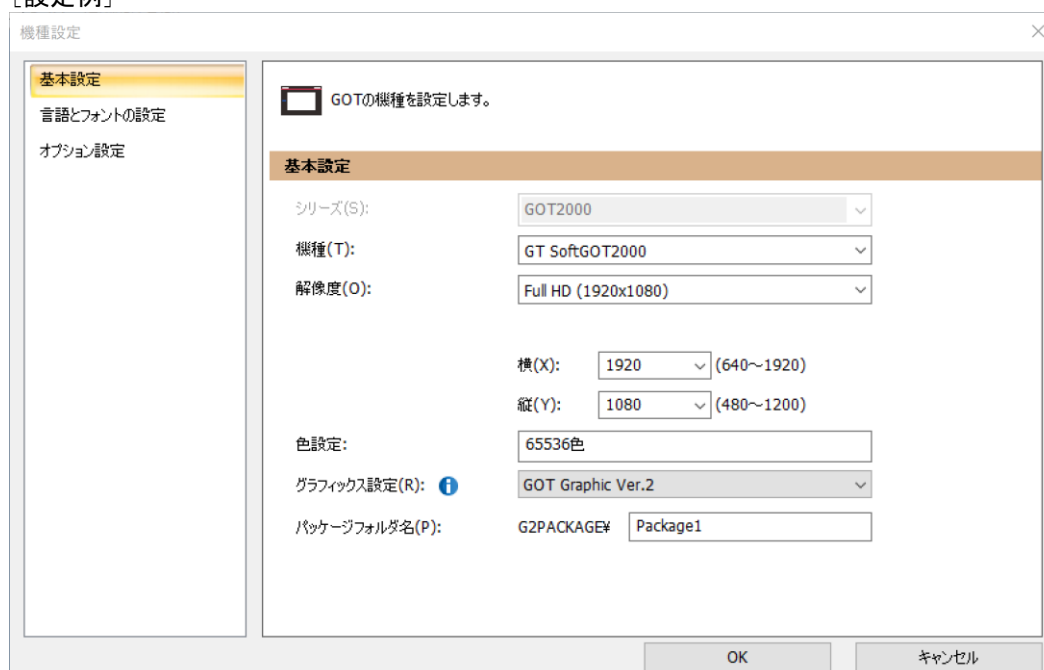 [設定例]
機種設定
基本設定
言語とフォントの設定
オプション設定
GOTの機種を設定します。
基本設定
シリーズ(S): GOT2000
機種(T): GT SoftGOT2000
解像度(O): Full HD (1920x1080)
横(X): 1920 (640～1920)
縦(Y): 1080 (480～1200)
色設定: 65536色
グラフィックス設定(R): GOT Graphic Ver.2
パッケージフォルダ名(P): G2PACKAGE¥ Package1
OK キャンセル